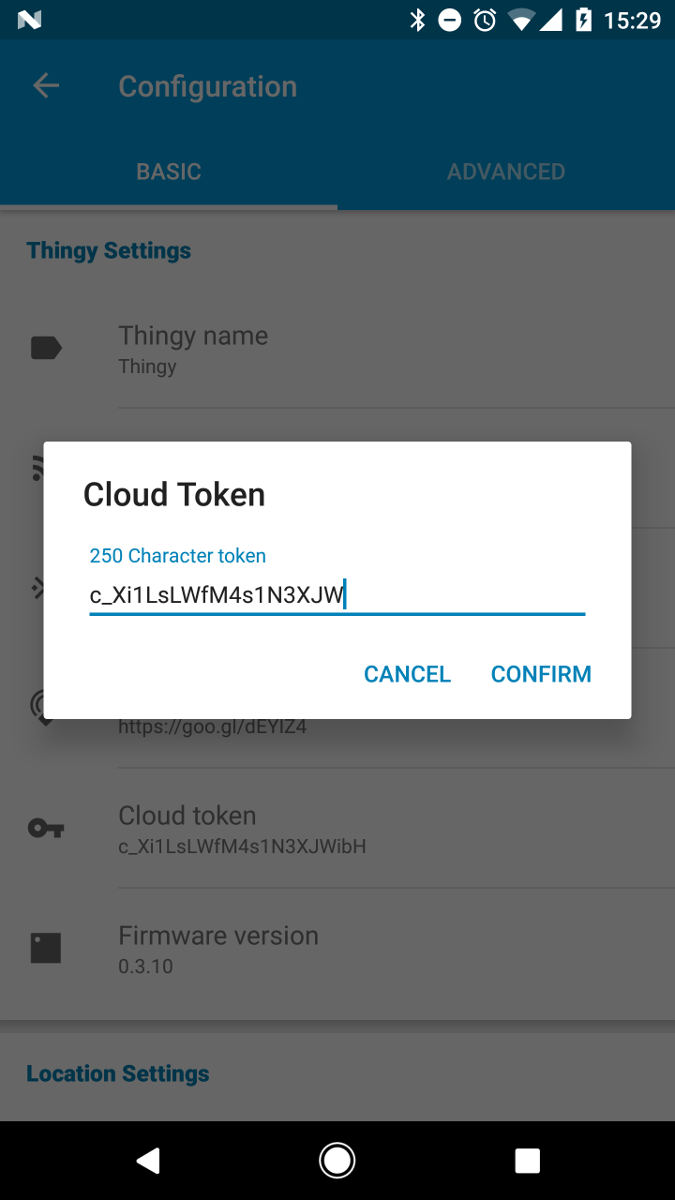 15:29
Configuration
BASIC
ADVANCED
Thingy Settings
Thingy name
Thingy
Cloud Token
250 Character token
c_Xi1LsLWfM4s1N3XJW
CANCEL
CONFIRM
https://goo.gl/dEYlZ4
Cloud token
c_Xi1LsLWfM4s1N3XJWibH
Firmware version
0.3.10
Location Settings